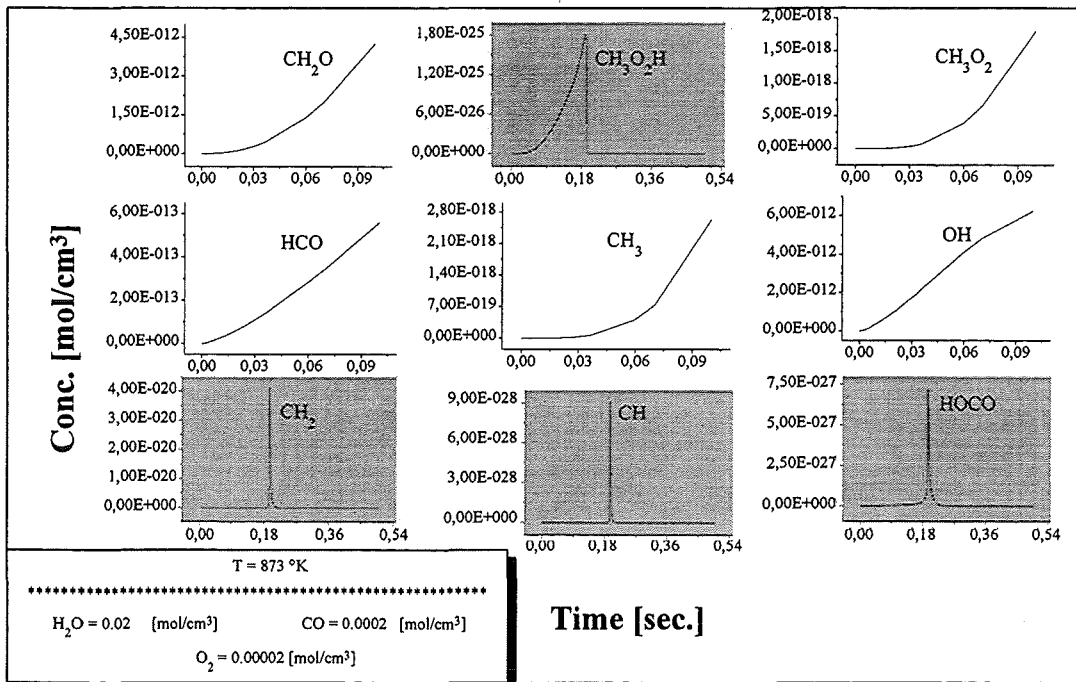 Conc. [mol/cm³]
4,50E-012
3,00E-012
1,50E-012
0,00E+000
CH₂O
0,00 0,03 0,06 0,09
1,80E-025
1,20E-025
6,00E-026
0,00E+000
CH₃O₂H
0,00 0,18 0,36 0,54
2,00E-018
2,00E-018
1,00E-018
5,00E-019
0,00E+000
CH₃O₂
0,00 0,03 0,06 0,09
6,00E-013
4,00E-013
2,00E-013
0,00E+000
HCO
0,00 0,03 0,06 0,09
2,80E-018
2,10E-018
1,40E-018
7,00E-019
0,00E+000
CH₃
0,00 0,03 0,06 0,09
6,00E-012
4,00E-012
2,00E-012
0,00E+000
OH
0,00 0,03 0,06 0,09
4,00E-020
3,00E-020
2,00E-020
1,00E-020
0,00E+000
CH₂
0,00 0,18 0,36 0,54
9,00E-028
6,00E-028
3,00E-028
0,00E+000
CH
0,00 0,18 0,36 0,54
7,50E-027
5,00E-027
2,50E-027
0,00E+000
HOCO
0,00 0,18 0,36 0,54
Time [sec.]
T = 873 °K
H₂O = 0.02 [mol/cm³] CO = 0.0002 [mol/cm³]
O₂ = 0.00002 [mol/cm³]